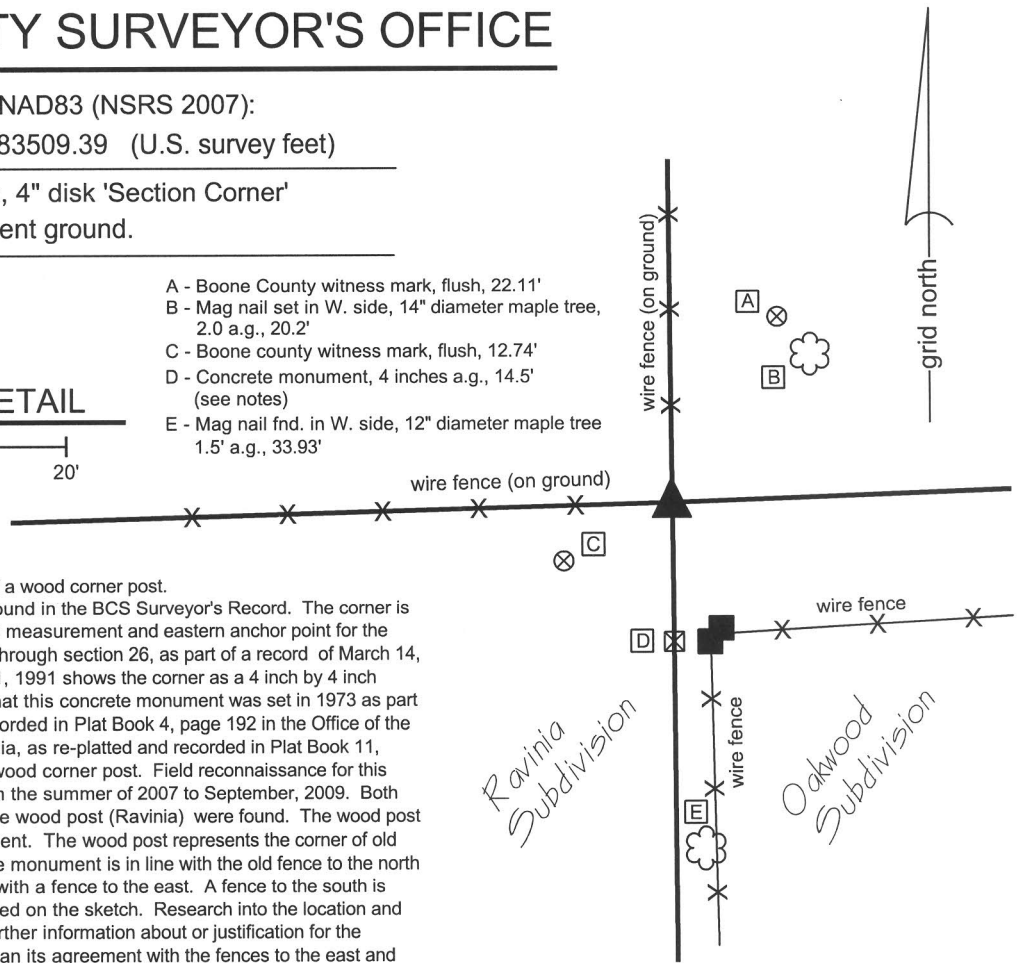 TY SURVEYOR'S OFFICE
NAD83 (NSRS 2007):
83509.39 (U.S. survey feet)
, 4" disk 'Section Corner'
ent ground.
A - Boone County witness mark, flush, 22.11'
B - Mag nail set in W. side, 14" diameter maple tree,
2.0 a.g., 20.2'
C - Boone county witness mark, flush, 12.74'
D - Concrete monument, 4 inches a.g., 14.5'
(see notes)
E - Mag nail fnd. in W. side, 12" diameter maple tree
1.5' a.g., 33.93'
ETAIL
20'
wire fence (on ground)
A
B
grid north
wire fence (on ground)
C
D
wire fence
wire fence
E
Ravinia
Subdivision
Oakwood
Subdivision
a wood corner post.
ound in the BCS Surveyor's Record. The corner is
measurement and eastern anchor point for the
hrough section 26, as part of a record of March 14,
, 1991 shows the corner as a 4 inch by 4 inch
at this concrete monument was set in 1973 as part
orded in Plat Book 4, page 192 in the Office of the
ia, as re-platted and recorded in Plat Book 11,
wood corner post. Field reconnaissance for this
n the summer of 2007 to September, 2009. Both
e wood post (Ravinia) were found. The wood post
ent. The wood post represents the corner of old
e monument is in line with the old fence to the north
with a fence to the east. A fence to the south is
ed on the sketch. Research into the location and
rther information about or justification for the
an its agreement with the fences to the east and